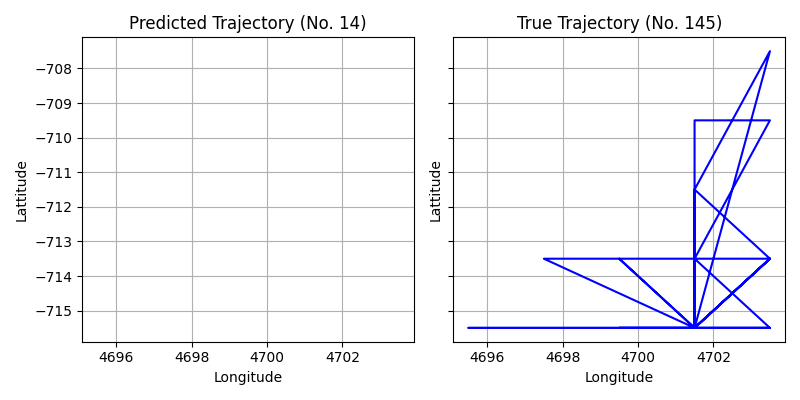 Predicted Trajectory (No. 14)
True Trajectory (No. 145)
Lattitude
−708
−709
−710
−711
−712
−713
−714
−715
4696 4698 4700 4702
Longitude
Lattitude
4696 4698 4700 4702
Longitude